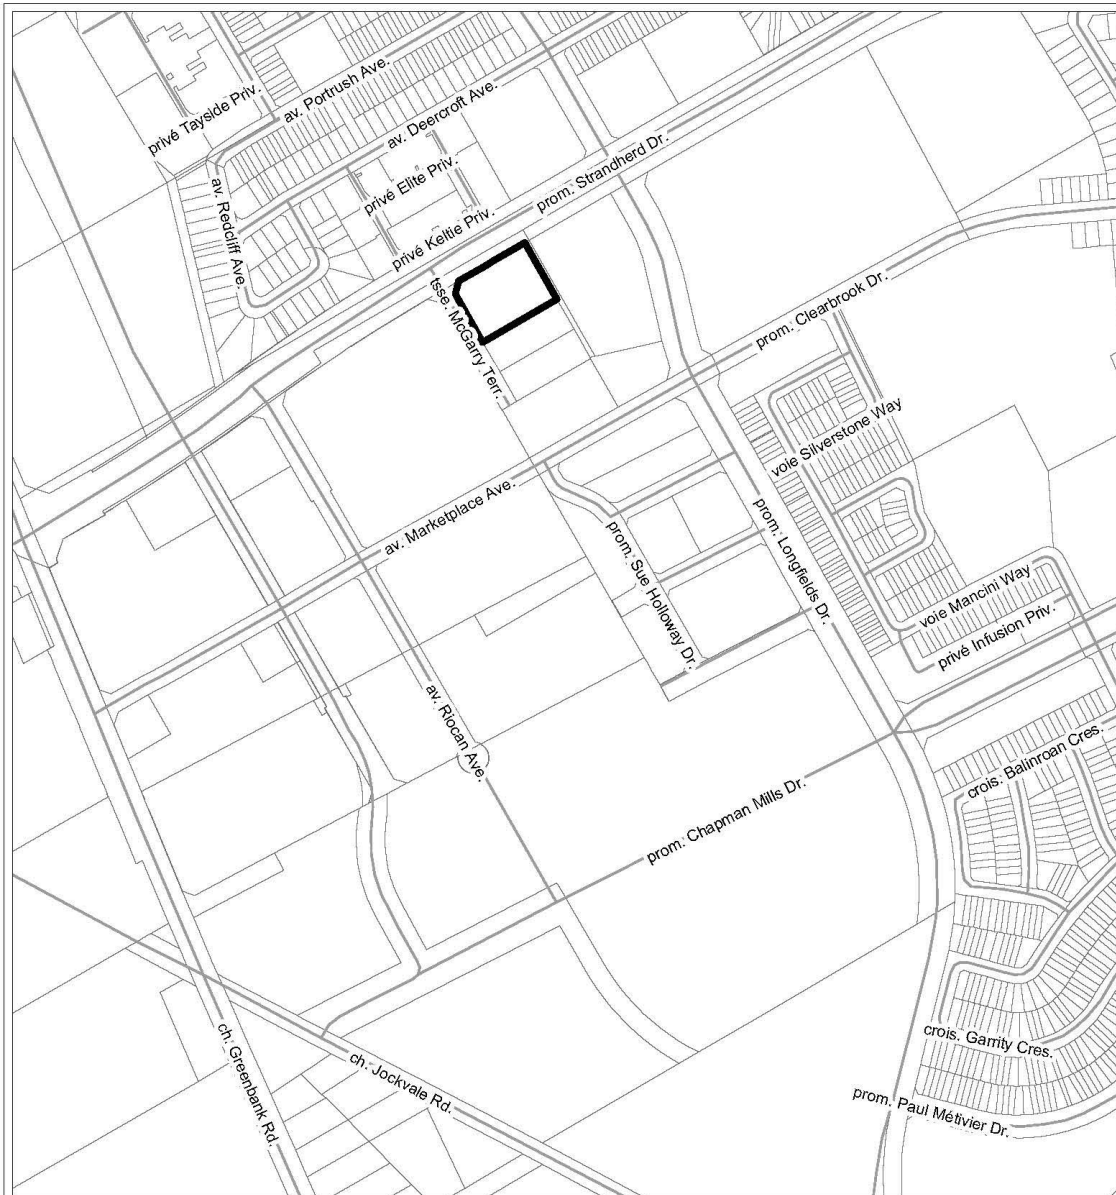 av. Portrush Ave.
privé Tayside Priv.
av. Deercroft Ave.
privé Elite Priv.
prom. Strandherd Dr.
av. Redcliff Ave.
privé Keltie Priv.
tsse. McGarry Terr.
prom. Clearbrook Dr.
voie Silverstone Way
av. Marketplace Ave.
prom. Longfields Dr.
prom. Sue Holloway Dr.
voie Mancini Way
privé Infusion Priv.
av. Riocan Ave.
crois. Balinroan Cres.
prom. Chapman Mills Dr.
crois. Garrity Cres.
ch. Greenbank Rd.
ch. Jockvale Rd.
prom. Paul Métivier Dr.